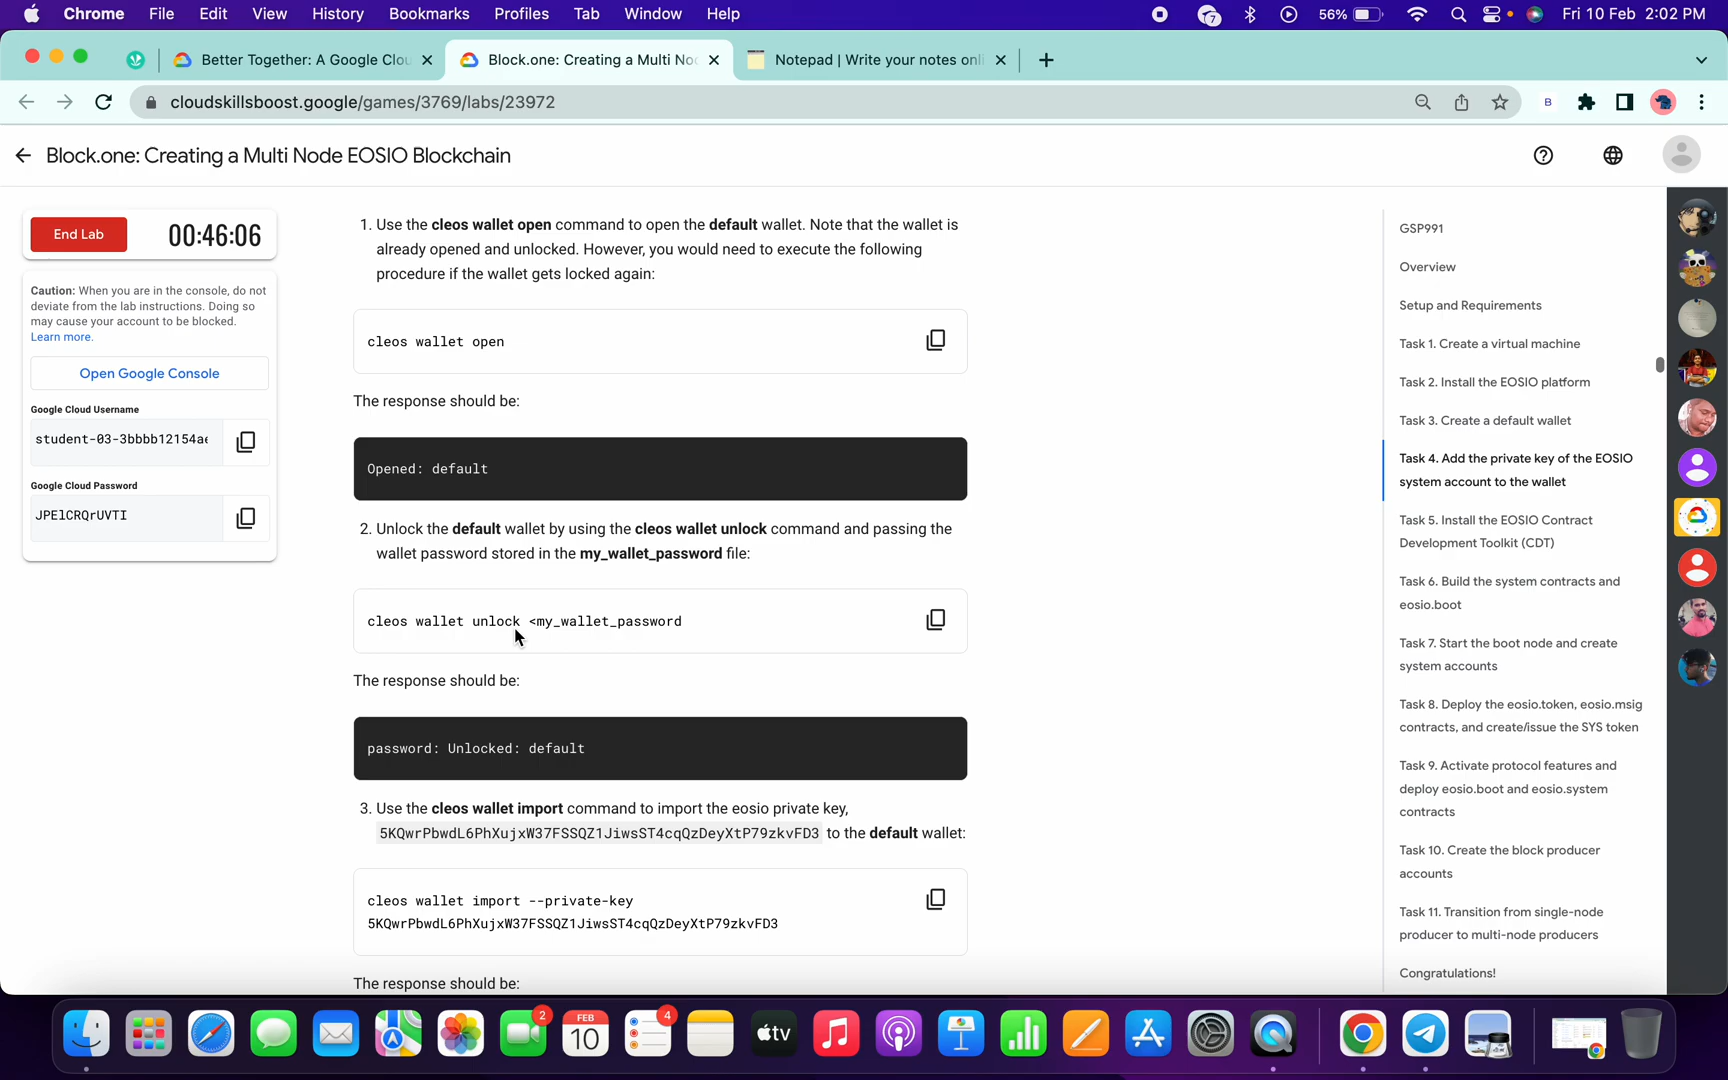 Chrome File Edit View History Bookmarks Profiles Tab Window Help 7 56% Fri 10 Feb 2:02 PM
Better Together: A Google Clou Block.one: Creating a Multi No Notepad | Write your notes onli
cloudskillsboost.google/games/3769/labs/23972 B
Block.one: Creating a Multi Node EOSIO Blockchain
End Lab 00:46:06
Caution: When you are in the console, do not
deviate from the lab instructions. Doing so
may cause your account to be blocked.
Learn more.
Open Google Console
Google Cloud Username
student-03-3bbbb12154ae
Google Cloud Password
JPElCRQrUVTI
1. Use the cleos wallet open command to open the default wallet. Note that the wallet is
already opened and unlocked. However, you would need to execute the following
procedure if the wallet gets locked again:
cleos wallet open
The response should be:
Opened: default
2. Unlock the default wallet by using the cleos wallet unlock command and passing the
wallet password stored in the my_wallet_password file:
cleos wallet unlock <my_wallet_password
The response should be:
password: Unlocked: default
3. Use the cleos wallet import command to import the eosio private key,
5KQwrPbwdL6PhXujxW37FSSQZ1JiwsST4cqQzDeyXtP79zkvFD3 to the default wallet:
cleos wallet import --private-key
5KQwrPbwdL6PhXujxW37FSSQZ1JiwsST4cqQzDeyXtP79zkvFD3
The response should be:
GSP991
Overview
Setup and Requirements
Task 1. Create a virtual machine
Task 2. Install the EOSIO platform
Task 3. Create a default wallet
Task 4. Add the private key of the EOSIO
system account to the wallet
Task 5. Install the EOSIO Contract
Development Toolkit (CDT)
Task 6. Build the system contracts and
eosio.boot
Task 7. Start the boot node and create
system accounts
Task 8. Deploy the eosio.token, eosio.msig
contracts, and create/issue the SYS token
Task 9. Activate protocol features and
deploy eosio.boot and eosio.system
contracts
Task 10. Create the block producer
accounts
Task 11. Transition from single-node
producer to multi-node producers
Congratulations!
2 FEB 10 4 tv